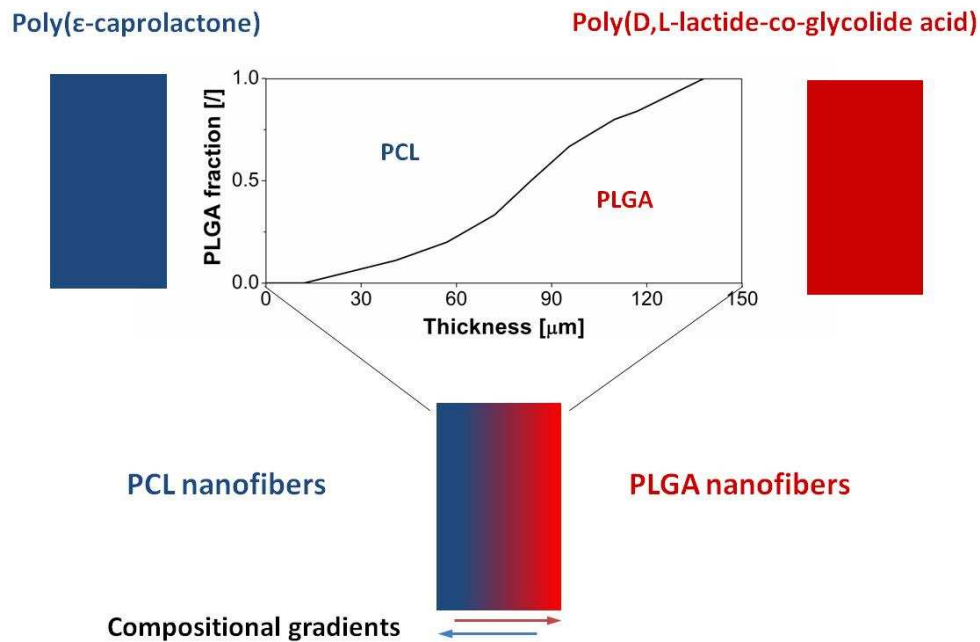 Poly(ε-caprolactone)
Poly(D,L-lactide-co-glycolide acid)
PLGA fraction [/]
1.0
0.5
0.0
PCL
PLGA
0 30 60 90 120 150
Thickness [μm]
PCL nanofibers
PLGA nanofibers
Compositional gradients